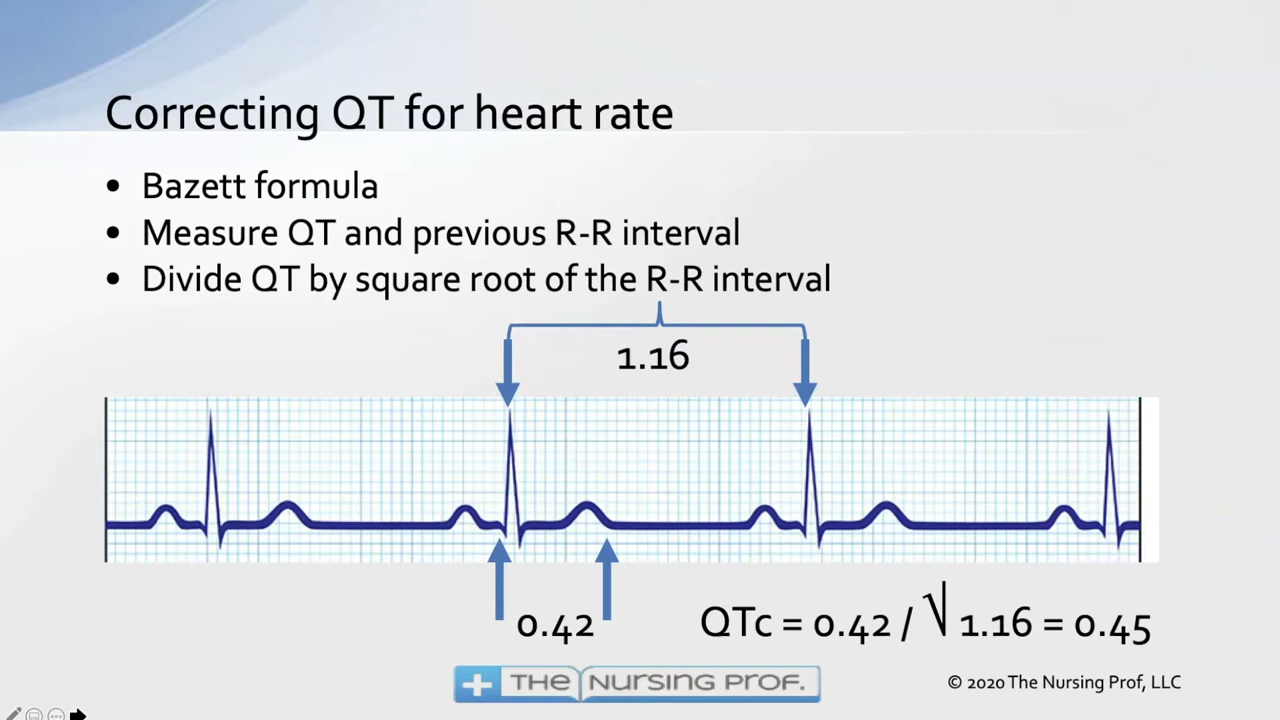 Correcting QT for heart rate
• Bazett formula
• Measure QT and previous R-R interval
• Divide QT by square root of the R-R interval
1.16
0.42
QTc = 0.42 / √ 1.16 = 0.45
THE NURSING PROF.
© 2020 The Nursing Prof, LLC